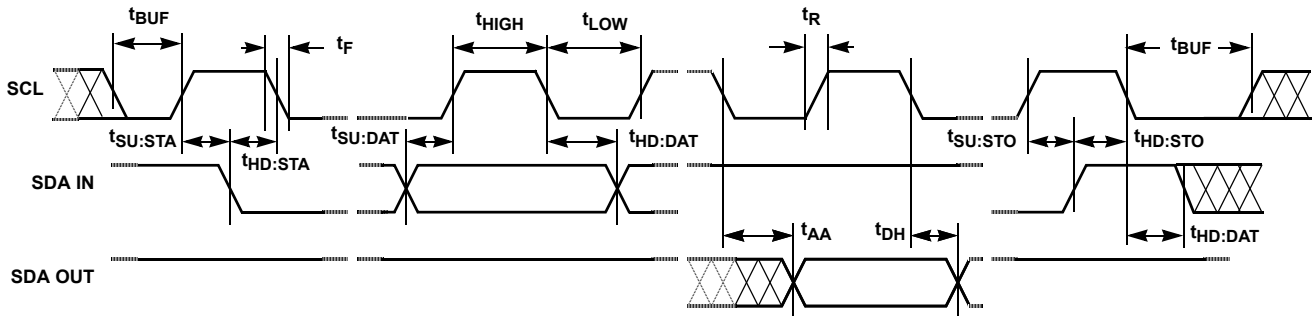 tBUF
tF
tHIGH
tLOW
tR
tBUF
SCL
tSU:STA
tHD:STA
tSU:DAT
tHD:DAT
tSU:STO
tHD:STO
SDA IN
tAA
tDH
tHD:DAT
SDA OUT